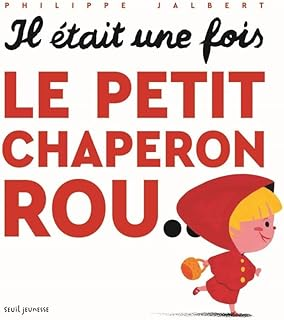 PHILIPPE JALBERT
Il était une fois
LE PETIT
CHAPERON
ROU..
SEUIL JEUNESSE